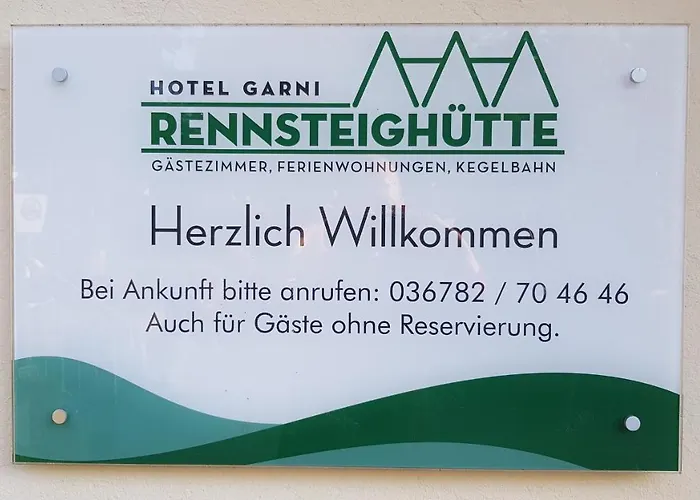 HOTEL GARNI
RENNSTEIGHÜTTE
GÄSTEZIMMER, FERIENWOHNUNGEN, KEGELBAHN
Herzlich Willkommen
Bei Ankunft bitte anrufen: 036782 / 70 46 46
Auch für Gäste ohne Reservierung.